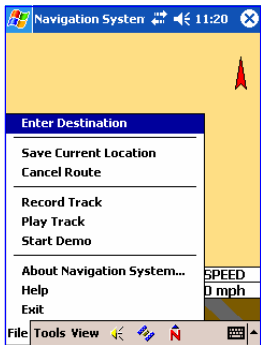 Navigation System 11:20
Enter Destination
Save Current Location
Cancel Route
Record Track
Play Track
Start Demo
About Navigation System...
Help
Exit
SPEED
0 mph
File Tools View N